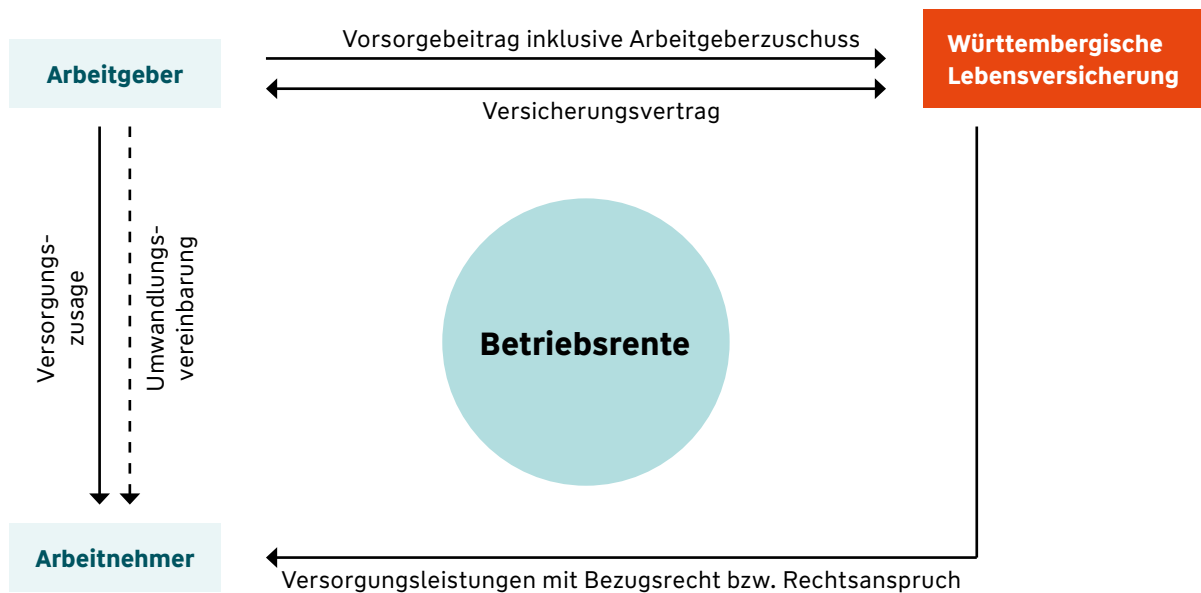 Vorsorgebeitrag inklusive Arbeitgeberzuschuss
Arbeitgeber
Württembergische
Lebensversicherung
Versicherungsvertrag
Versorgungs-
zusage
Umwandlungs-
vereinbarung
Betriebsrente
Arbeitnehmer
Versorgungsleistungen mit Bezugsrecht bzw. Rechtsanspruch